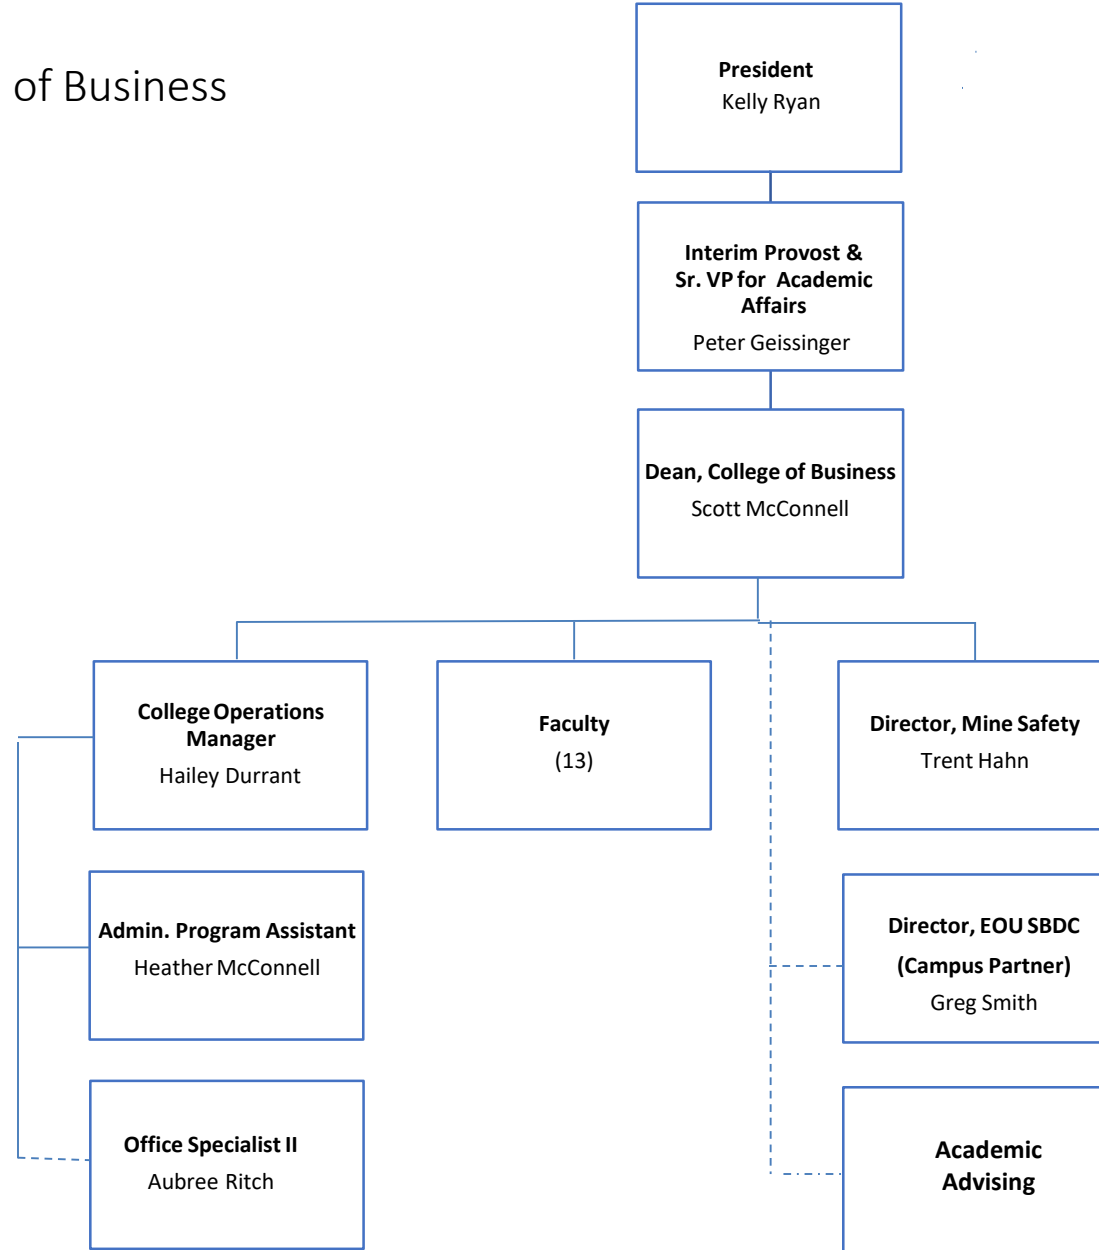 of Business
President
Kelly Ryan
Interim Provost &
Sr. VP for Academic
Affairs
Peter Geissinger
Dean, College of Business
Scott McConnell
College Operations
Manager
Hailey Durrant
Faculty
(13)
Director, Mine Safety
Trent Hahn
Admin. Program Assistant
Heather McConnell
Director, EOU SBDC
(Campus Partner)
Greg Smith
Office Specialist II
Aubree Ritch
Academic
Advising